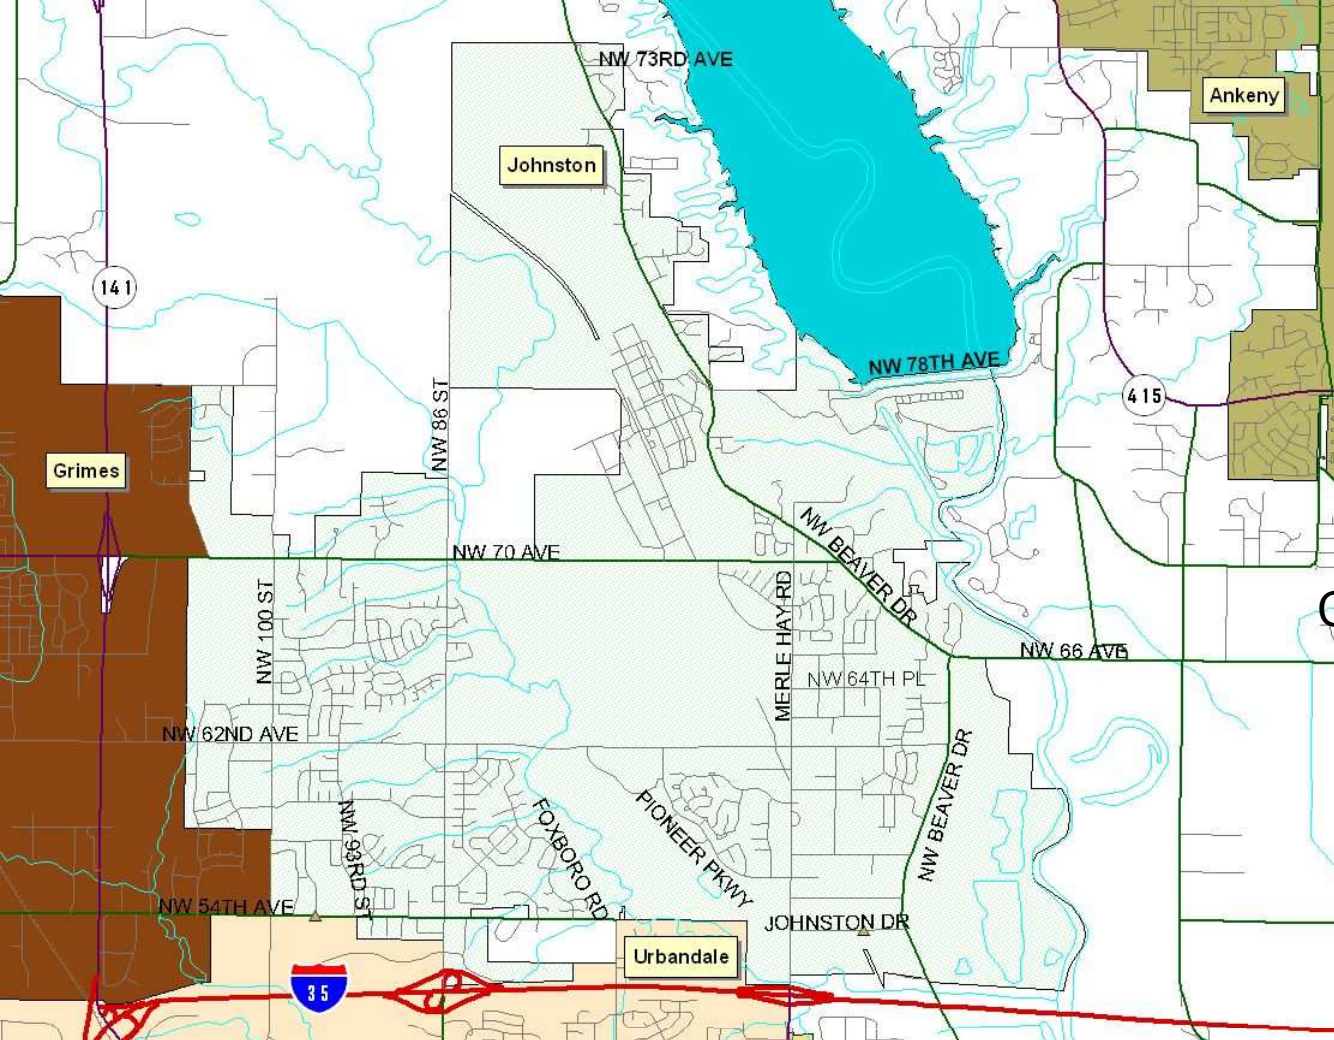 NW 73RD AVE
Ankeny
Johnston
141
NW 78TH AVE
415
NW 86 ST
Grimes
NW BEAVER DR
NW 70 AVE
NW 100 ST
MERLE HAY RD
NW 66 AVE
NW 64TH PL
NW 62ND AVE
NW BEAVER DR
NW 93RD ST
FOXBORO RD
PIONEER PKWY
NW 54TH AVE
JOHNSTON DR
Urbandale
35